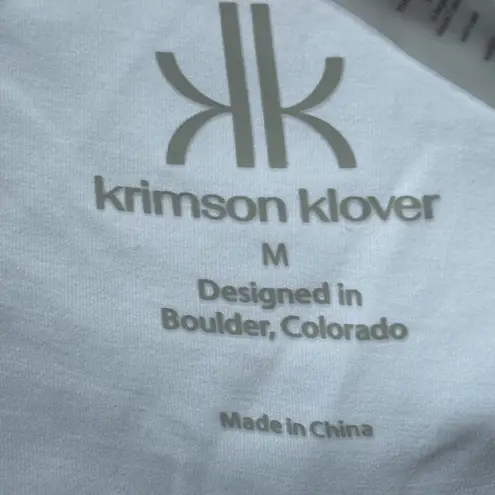 krimson klover
M
Designed in
Boulder, Colorado
Made in China